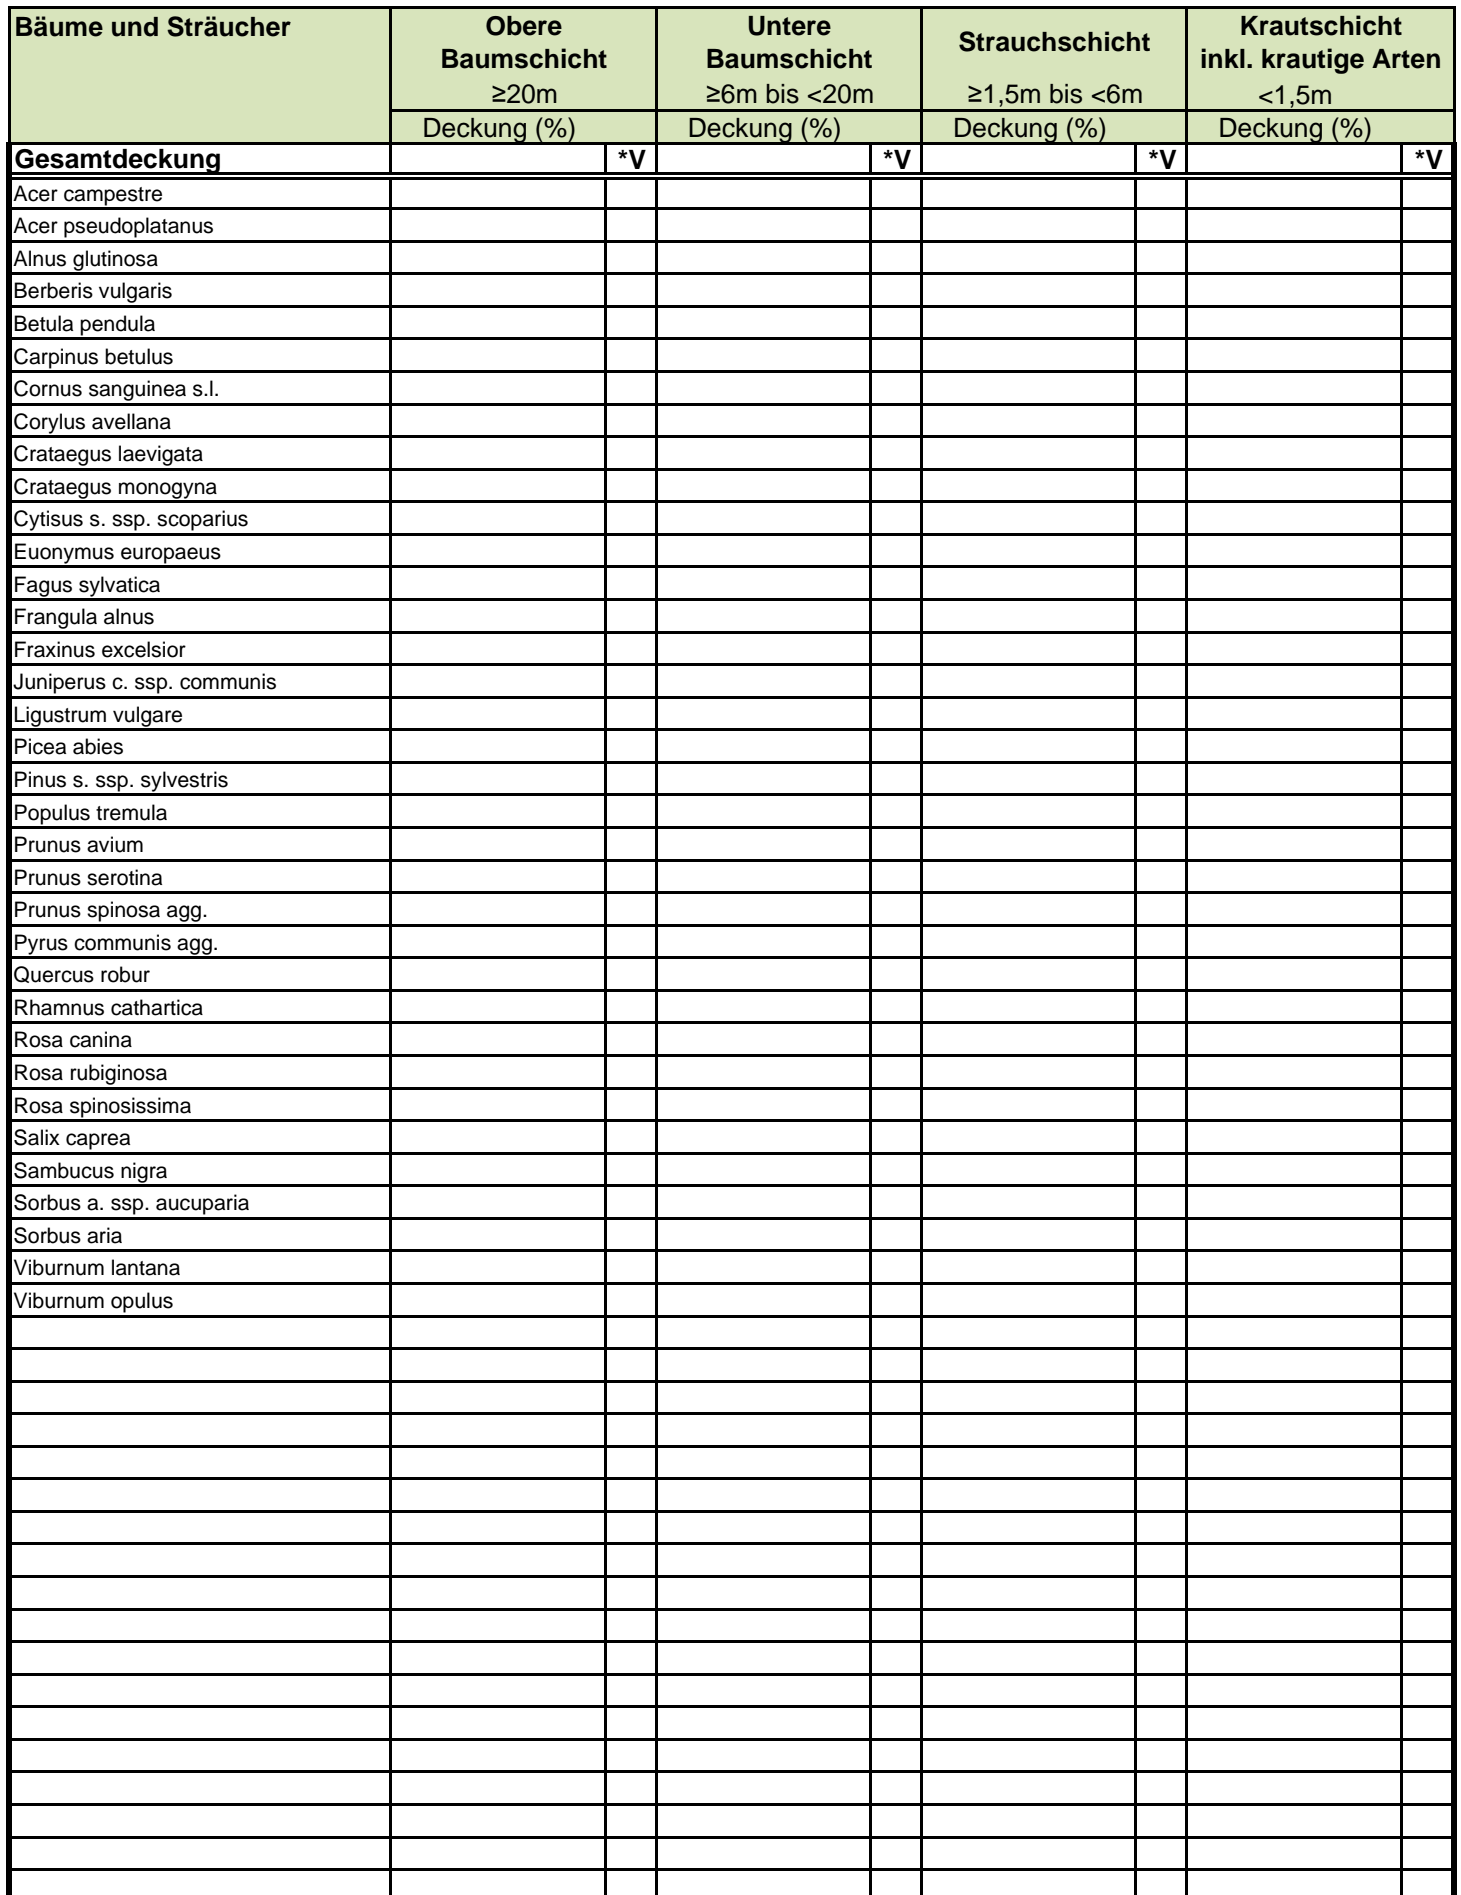 Bäume und Sträucher
Obere
Baumschicht
≥20m
Deckung (%)
Untere
Baumschicht
≥6m bis <20m
Deckung (%)
Strauchschicht
≥1,5m bis <6m
Deckung (%)
Krautschicht
inkl. krautige Arten
<1,5m
Deckung (%)
Gesamtdeckung *V *V *V *V
Acer campestre
Acer pseudoplatanus
Alnus glutinosa
Berberis vulgaris
Betula pendula
Carpinus betulus
Cornus sanguinea s.l.
Corylus avellana
Crataegus laevigata
Crataegus monogyna
Cytisus s. ssp. scoparius
Euonymus europaeus
Fagus sylvatica
Frangula alnus
Fraxinus excelsior
Juniperus c. ssp. communis
Ligustrum vulgare
Picea abies
Pinus s. ssp. sylvestris
Populus tremula
Prunus avium
Prunus serotina
Prunus spinosa agg.
Pyrus communis agg.
Quercus robur
Rhamnus cathartica
Rosa canina
Rosa rubiginosa
Rosa spinosissima
Salix caprea
Sambucus nigra
Sorbus a. ssp. aucuparia
Sorbus aria
Viburnum lantana
Viburnum opulus